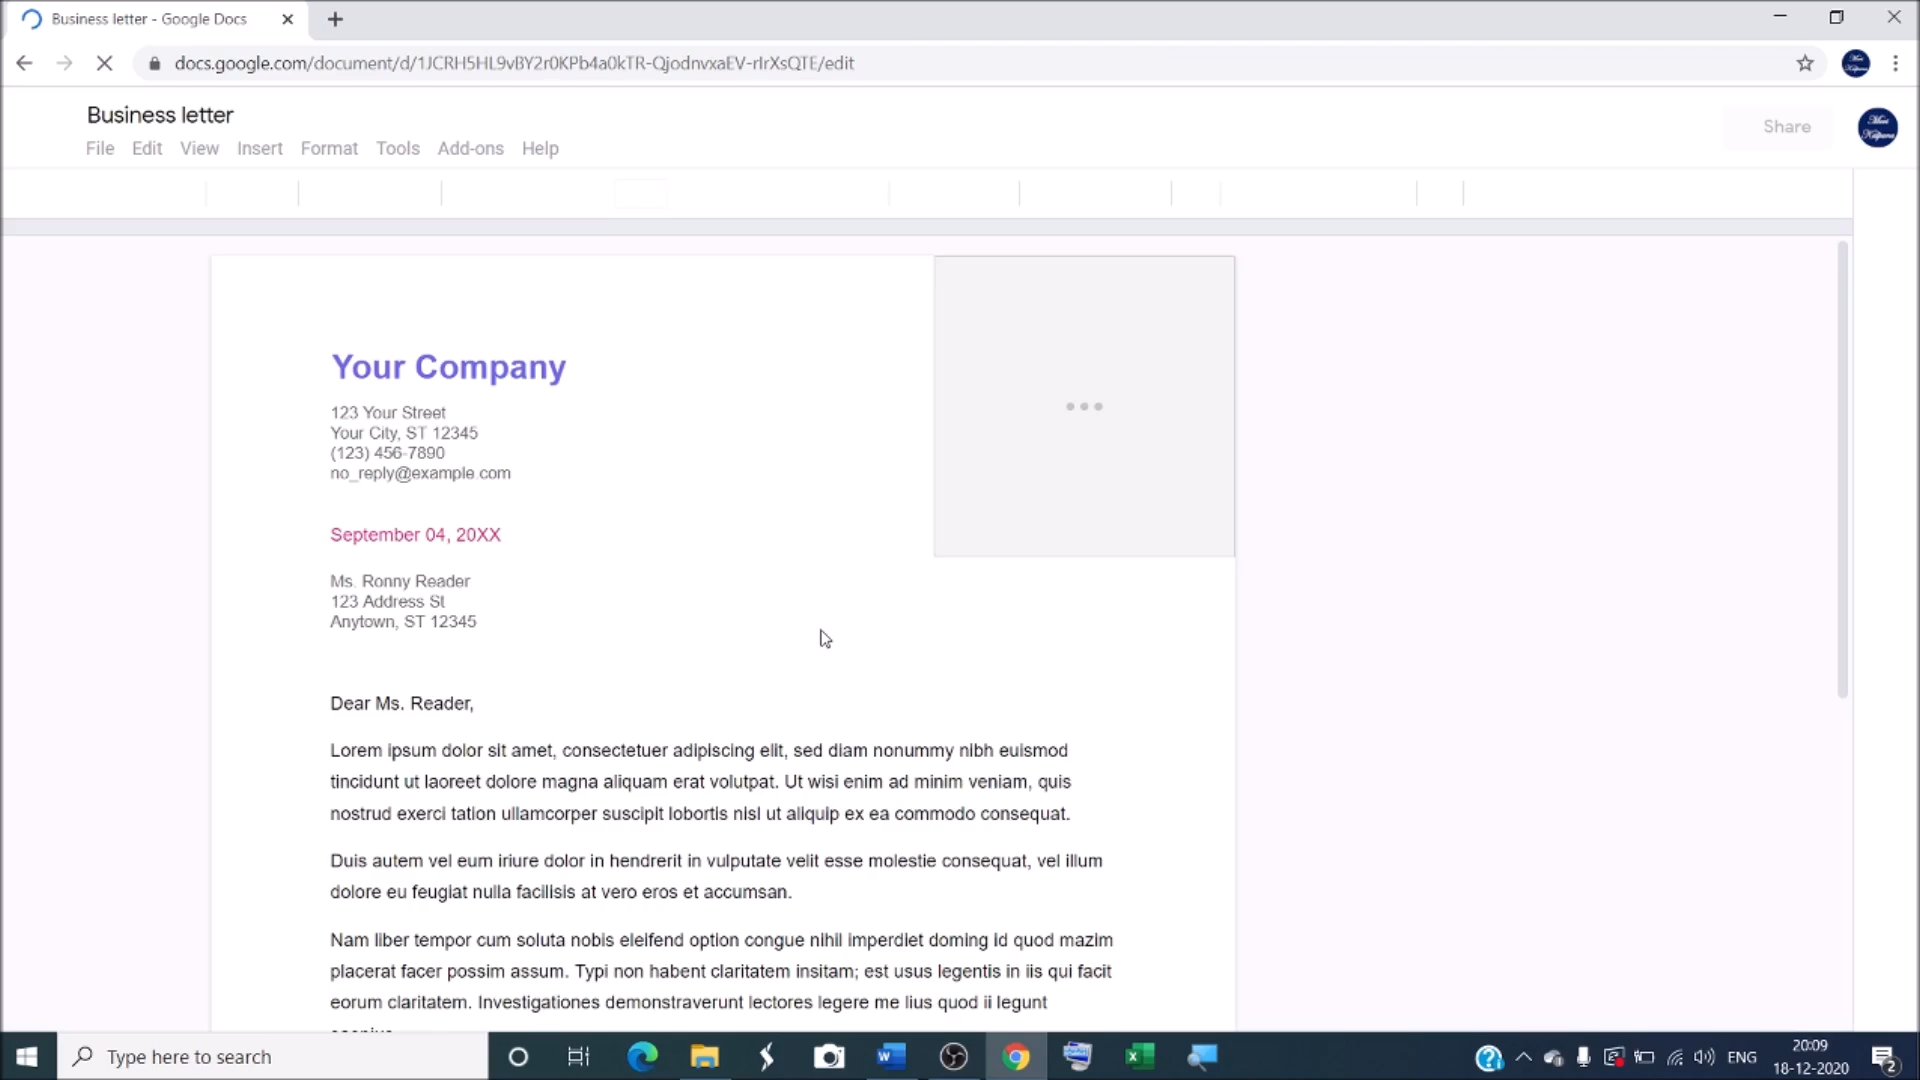 Business letter - Google Docs
docs.google.com/document/d/1JCRH5HL9vBY2r0KPb4a0kTR-QjodnvxaEV-rIrXsQTE/edit
Business letter
File Edit View Insert Format Tools Add-ons Help
Share
Your Company
123 Your Street
Your City, ST 12345
(123) 456-7890
no_reply@example.com
September 04, 20XX
Ms. Ronny Reader
123 Address St
Anytown, ST 12345
Dear Ms. Reader,
Lorem ipsum dolor sit amet, consectetuer adipiscing elit, sed diam nonummy nibh euismod
tincidunt ut laoreet dolore magna aliquam erat volutpat. Ut wisi enim ad minim veniam, quis
nostrud exerci tation ullamcorper suscipit lobortis nisl ut aliquip ex ea commodo consequat.
Duis autem vel eum iriure dolor in hendrerit in vulputate velit esse molestie consequat, vel illum
dolore eu feugiat nulla facilisis at vero eros et accumsan.
Nam liber tempor cum soluta nobis eleifend option congue nihil imperdiet doming id quod mazim
placerat facer possim assum. Typi non habent claritatem insitam; est usus legentis in iis qui facit
eorum claritatem. Investigationes demonstraverunt lectores legere me lius quod ii legunt
Type here to search
ENG
20:09
18-12-2020
2